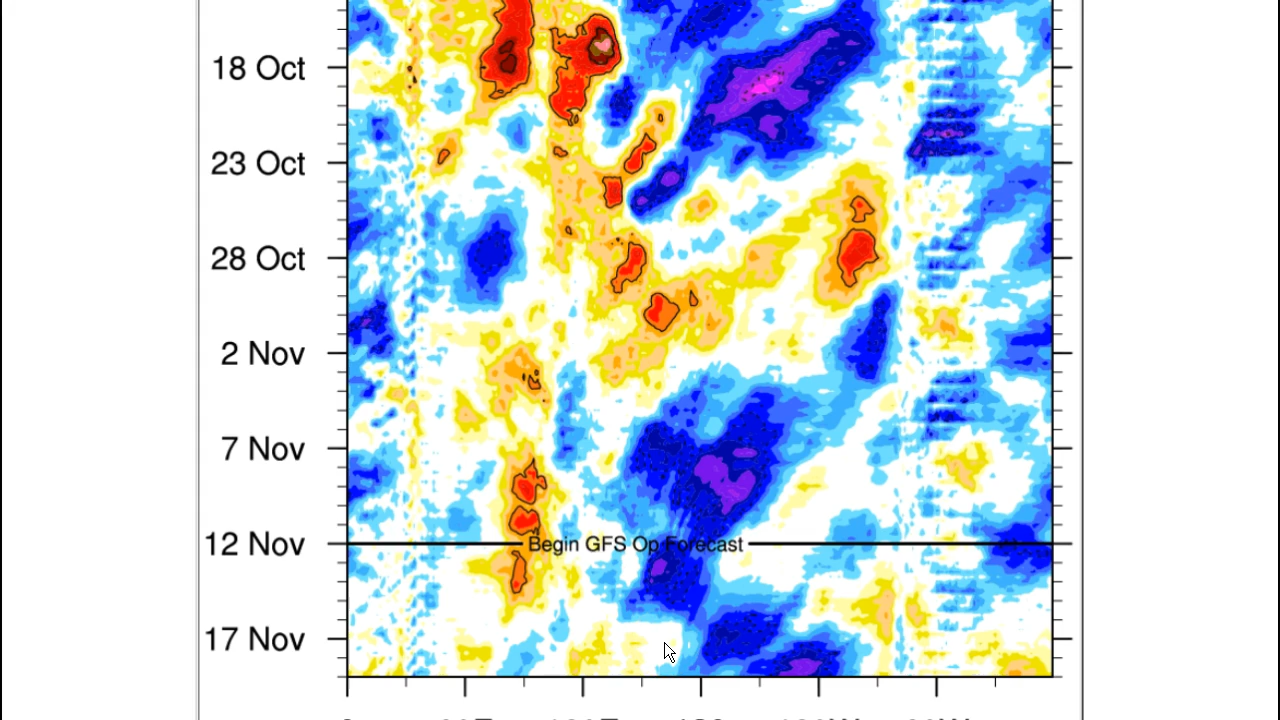 18 Oct
23 Oct
28 Oct
2 Nov
7 Nov
12 Nov
Begin GFS Op Forecast
17 Nov